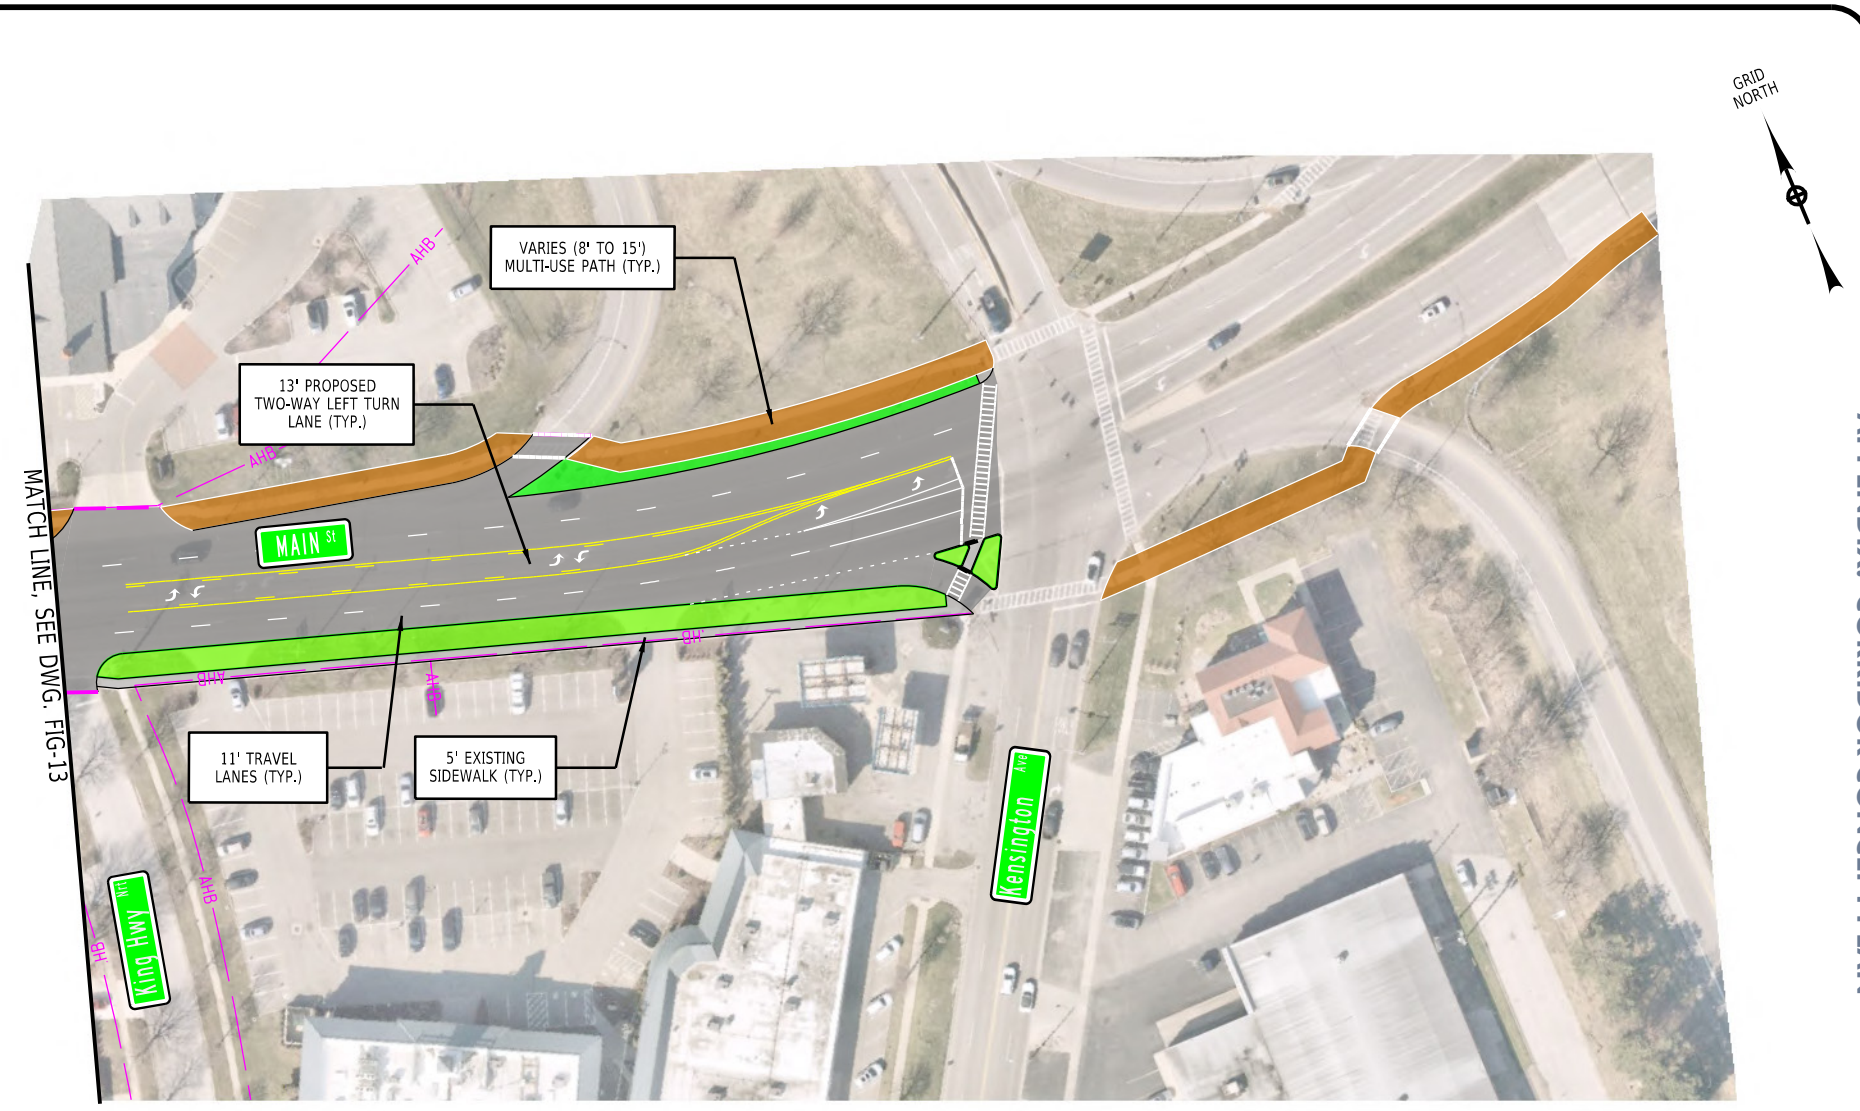 GRID
NORTH
VARIES (8' TO 15')
MULTI-USE PATH (TYP.)
AHB
13' PROPOSED
TWO-WAY LEFT TURN
LANE (TYP.)
AHB
MATCH LINE, SEE DWG. FIG-13
MAIN St
HB
AHB
AHB
11' TRAVEL
LANES (TYP.)
5' EXISTING
SIDEWALK (TYP.)
Kensington Ave
AHB
King HWY Nrt
HB